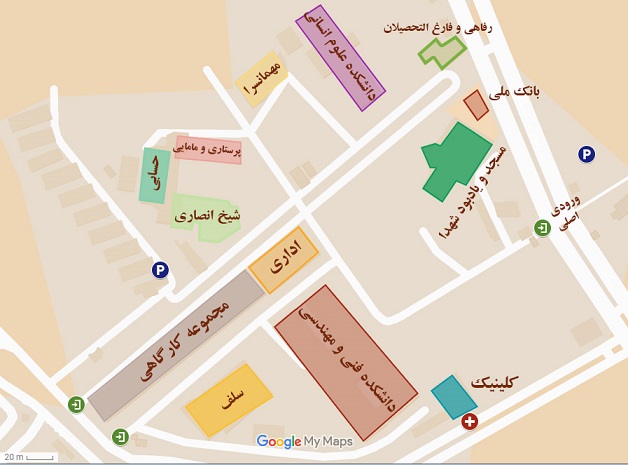 رفاهی و فارغ التحصیلان
دانشکده علوم انسانی
مهمانسرا
بانک ملی
پرستاری و مامایی
حسابی
مسجد و یادبود شهدا
P
شیخ انصاری
ورودی
اصلی
اداری
P
مجموعه کارگاهی
دانشکده فنی و مهندسی
کلینیک
سلف
Google My Maps
20 m